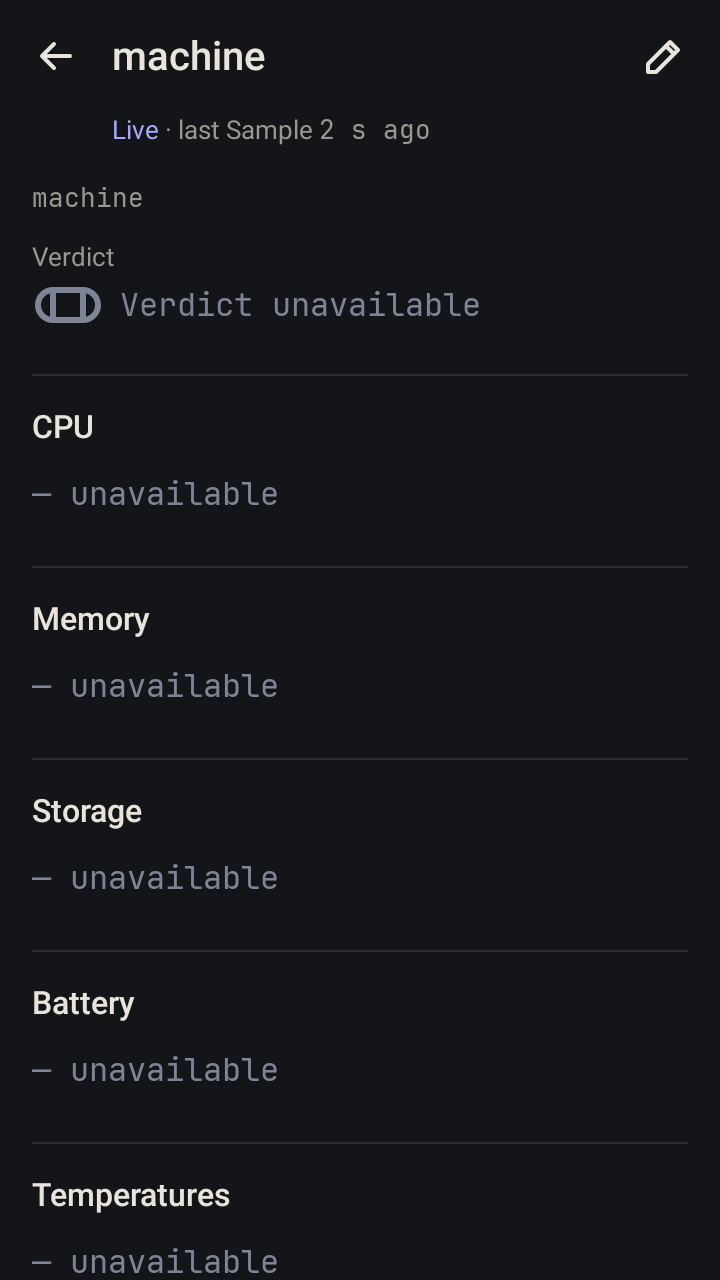 machine
Live · last Sample 2 s ago
machine
Verdict
Verdict unavailable
CPU
— unavailable
Memory
— unavailable
Storage
— unavailable
Battery
— unavailable
Temperatures
— unavailable